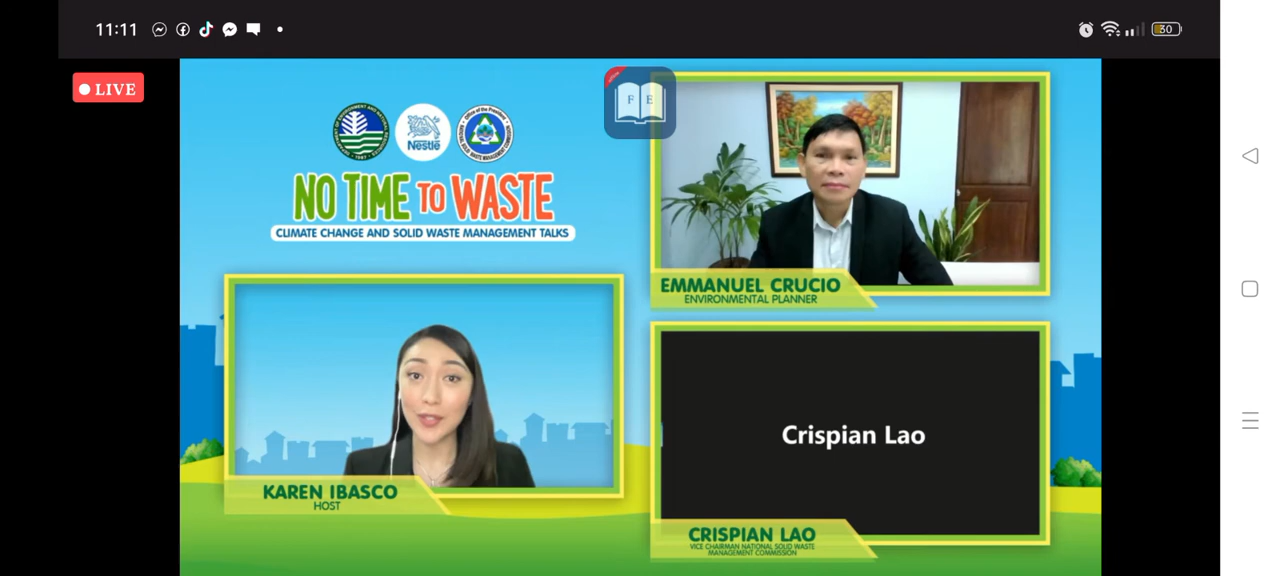 11:11
30
LIVE
F E
Nestlé
NO TIME TO WASTE
CLIMATE CHANGE AND SOLID WASTE MANAGEMENT TALKS
EMMANUEL CRUCIO
ENVIRONMENTAL PLANNER
KAREN IBASCO
HOST
Crispian Lao
CRISPIAN LAO
VICE CHAIRMAN NATIONAL SOLID WASTE
MANAGEMENT COMMISSION